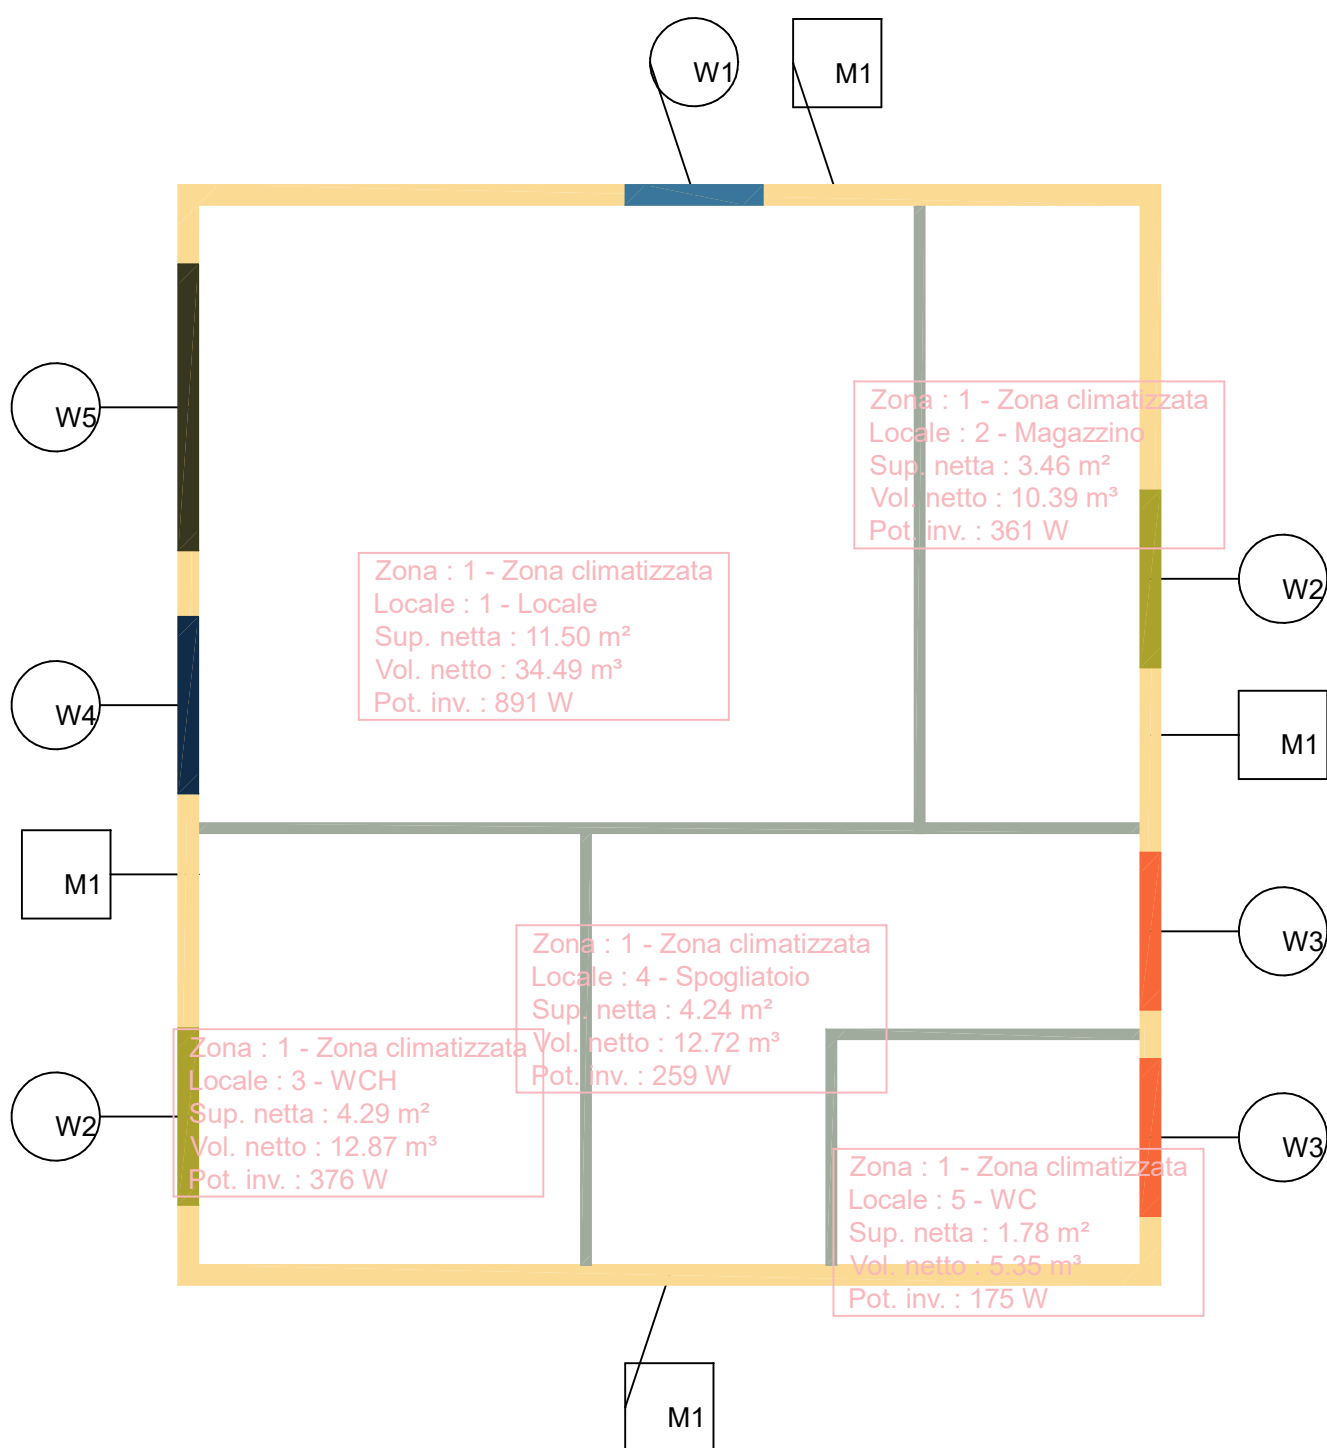 W1
M1
W5
Zona : 1 - Zona climatizzata
Locale : 2 - Magazzino
Sup. netta : 3.46 m²
Vol. netto : 10.39 m³
Pot. inv. : 361 W
Zona : 1 - Zona climatizzata
Locale : 1 - Locale
Sup. netta : 11.50 m²
Vol. netto : 34.49 m³
Pot. inv. : 891 W
W2
W4
M1
M1
W3
Zona : 1 - Zona climatizzata
Locale : 4 - Spogliatoio
Sup. netta : 4.24 m²
Vol. netto : 12.72 m³
Pot. inv. : 259 W
Zona : 1 - Zona climatizzata
Locale : 3 - WCH
Sup. netta : 4.29 m²
Vol. netto : 12.87 m³
Pot. inv. : 376 W
W2
W3
Zona : 1 - Zona climatizzata
Locale : 5 - WC
Sup. netta : 1.78 m²
Vol. netto : 5.35 m³
Pot. inv. : 175 W
M1